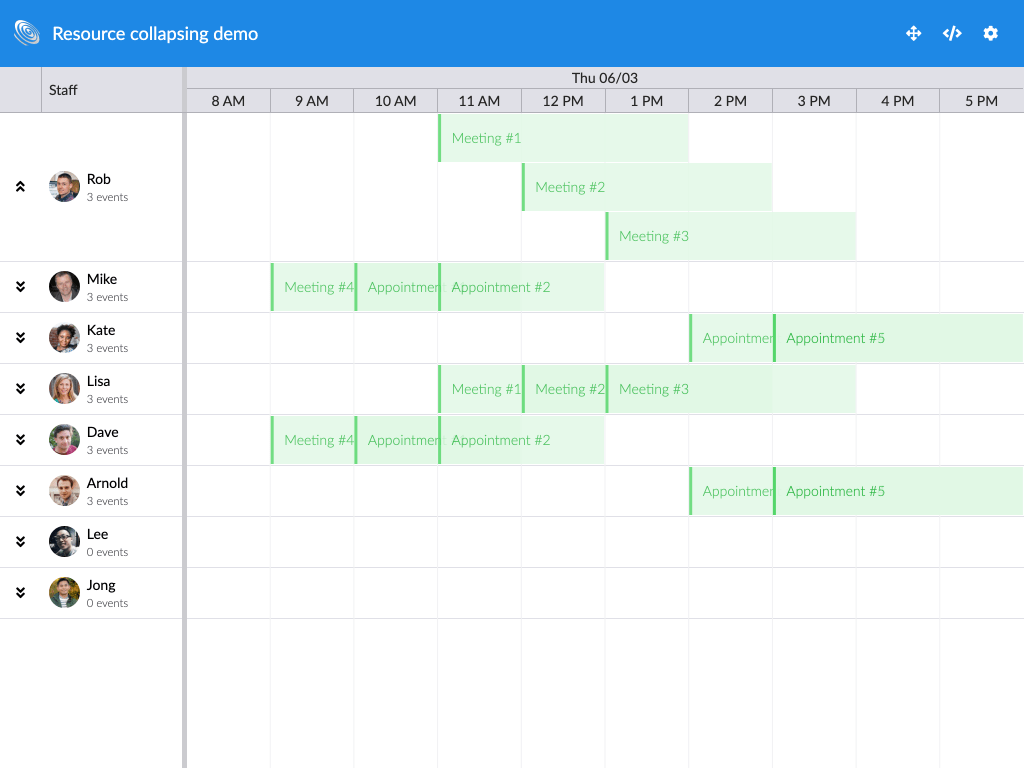 Resource collapsing demo
Staff
Thu 06/03
8 AM 9 AM 10 AM 11 AM 12 PM 1 PM 2 PM 3 PM 4 PM 5 PM
Rob
3 events
Meeting #1
Meeting #2
Meeting #3
Mike
3 events
Meeting #4 Appointmen Appointment #2
Kate
3 events
Appointmen Appointment #5
Lisa
3 events
Meeting #1 Meeting #2 Meeting #3
Dave
3 events
Meeting #4 Appointmen Appointment #2
Arnold
3 events
Appointmen Appointment #5
Lee
0 events
Jong
0 events